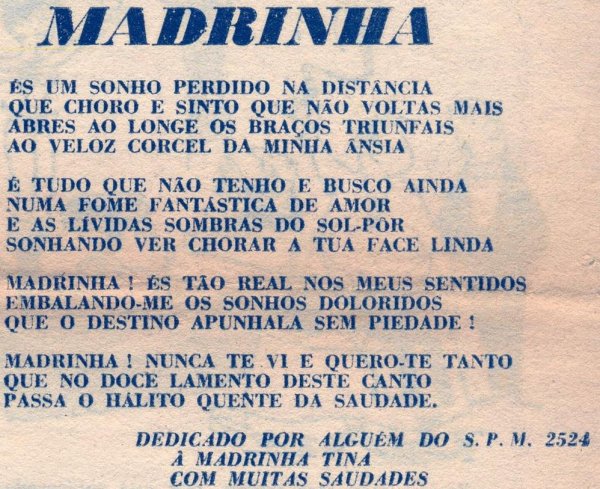 MADRINHA
ÉS UM SONHO PERDIDO NA DISTÂNCIA
QUE CHORO E SINTO QUE NÃO VOLTAS MAIS
ABRES AO LONGE OS BRAÇOS TRIUNFAIS
AO VELOZ CORCEL DA MINHA ÂNSIA
É TUDO QUE NÃO TENHO E BUSCO AINDA
NUMA FOME FANTÁSTICA DE AMOR
E AS LÍVIDAS SOMBRAS DO SOL-PÔR
SONHANDO VER CHORAR A TUA FACE LINDA
MADRINHA ! ÉS TÃO REAL NOS MEUS SENTIDOS
EMBALANDO-ME OS SONHOS DOLORIDOS
QUE O DESTINO APUNHALA SEM PIEDADE !
MADRINHA ! NUNCA TE VI E QUERO-TE TANTO
QUE NO DOCE LAMENTO DESTE CANTO
PASSA O HÁLITO QUENTE DA SAUDADE.
DEDICADO POR ALGUÉM DO S. P. M. 2524
À MADRINHA TINA
COM MUITAS SAUDADES